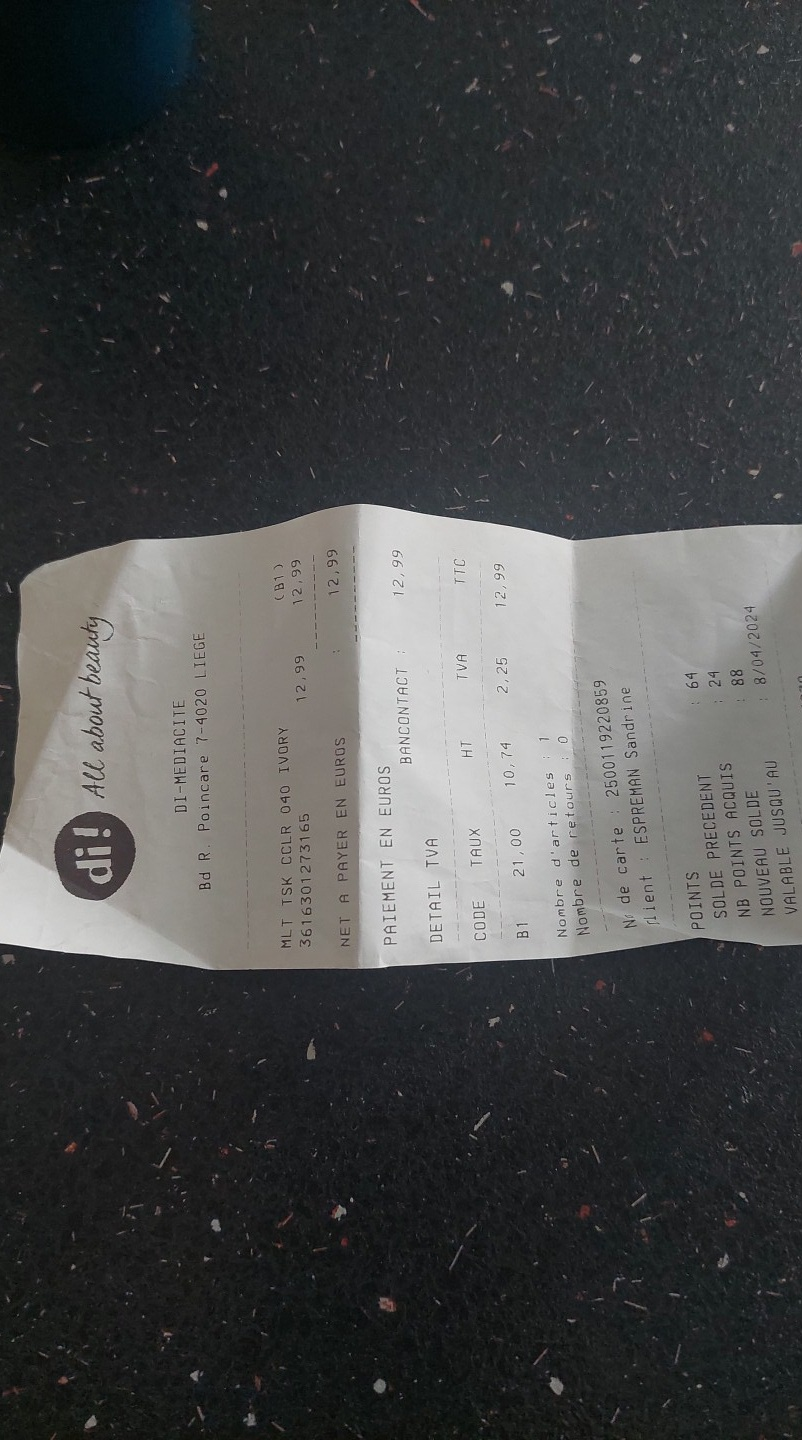 di! All about beauty
DI-MEDIACITE
Bd R. Poincare 7-4020 LIEGE
(B1)
MLT TSK CCLR 040 IVORY
3616301273165 12,99 12,99
NET A PAYER EN EUROS : 12,99
PAIEMENT EN EUROS
BANCONTACT : 12,99
DETAIL TVA
CODE TAUX HT TVA TTC
B1 21,00 10,74 2,25 12,99
Nombre d'articles : 1
Nombre de retours : 0
No de carte : 2500119220859
Client : ESPREMAN Sandrine
POINTS
SOLDE PRECEDENT : 64
NB POINTS ACQUIS : 24
NOUVEAU SOLDE : 88
VALABLE JUSQU'AU : 8/04/2024